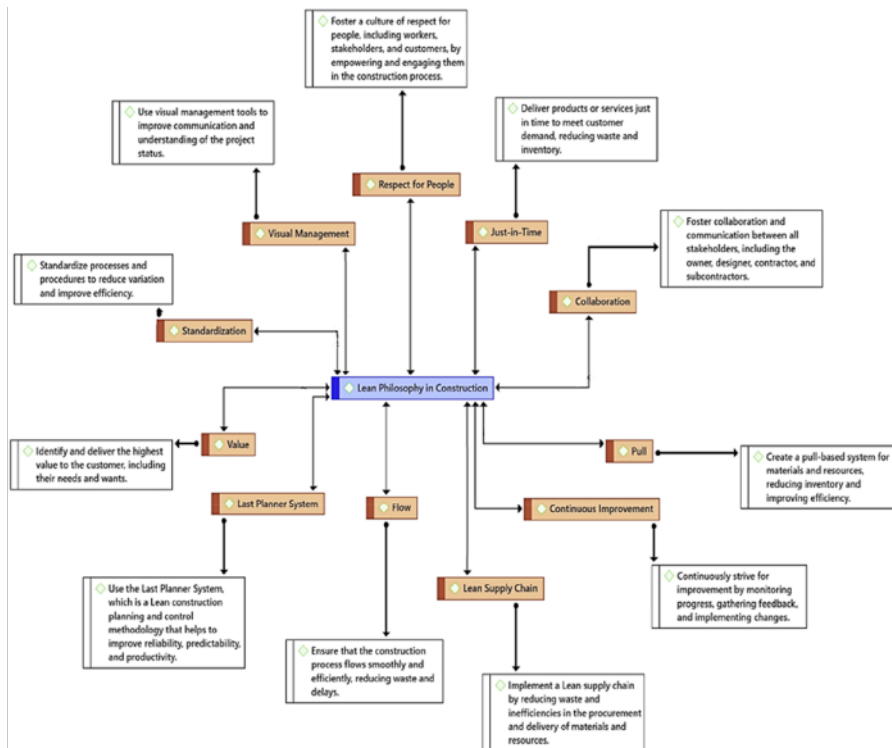 Foster a culture of respect for
people, including workers,
stakeholders, and customers, by
empowering and engaging them
in the construction process.
Use visual management tools to
improve communication and
understanding of the project
status.
Deliver products or services just
in time to meet customer
demand, reducing waste and
inventory.
Respect for People
Visual Management
Just-in-Time
Foster collaboration and
communication between all
stakeholders, including the
owner, designer, contractor, and
subcontractors.
Standardize processes and
procedures to reduce variation
and improve efficiency.
Collaboration
Standardization
Lean Philosophy in Construction
Value
Identify and deliver the highest
value to the customer, including
their needs and wants.
Pull
Create a pull-based system for
materials and resources,
reducing inventory and
improving efficiency.
Last Planner System
Flow
Continuous Improvement
Use the Last Planner System,
which is a Lean construction
planning and control
methodology that helps to
improve reliability, predictability,
and productivity.
Lean Supply Chain
Continuously strive for
improvement by monitoring
progress, gathering feedback,
and implementing changes.
Ensure that the construction
process flows smoothly and
efficiently, reducing waste and
delays.
Implement a Lean supply chain
by reducing waste and
inefficiencies in the procurement
and delivery of materials and
resources.